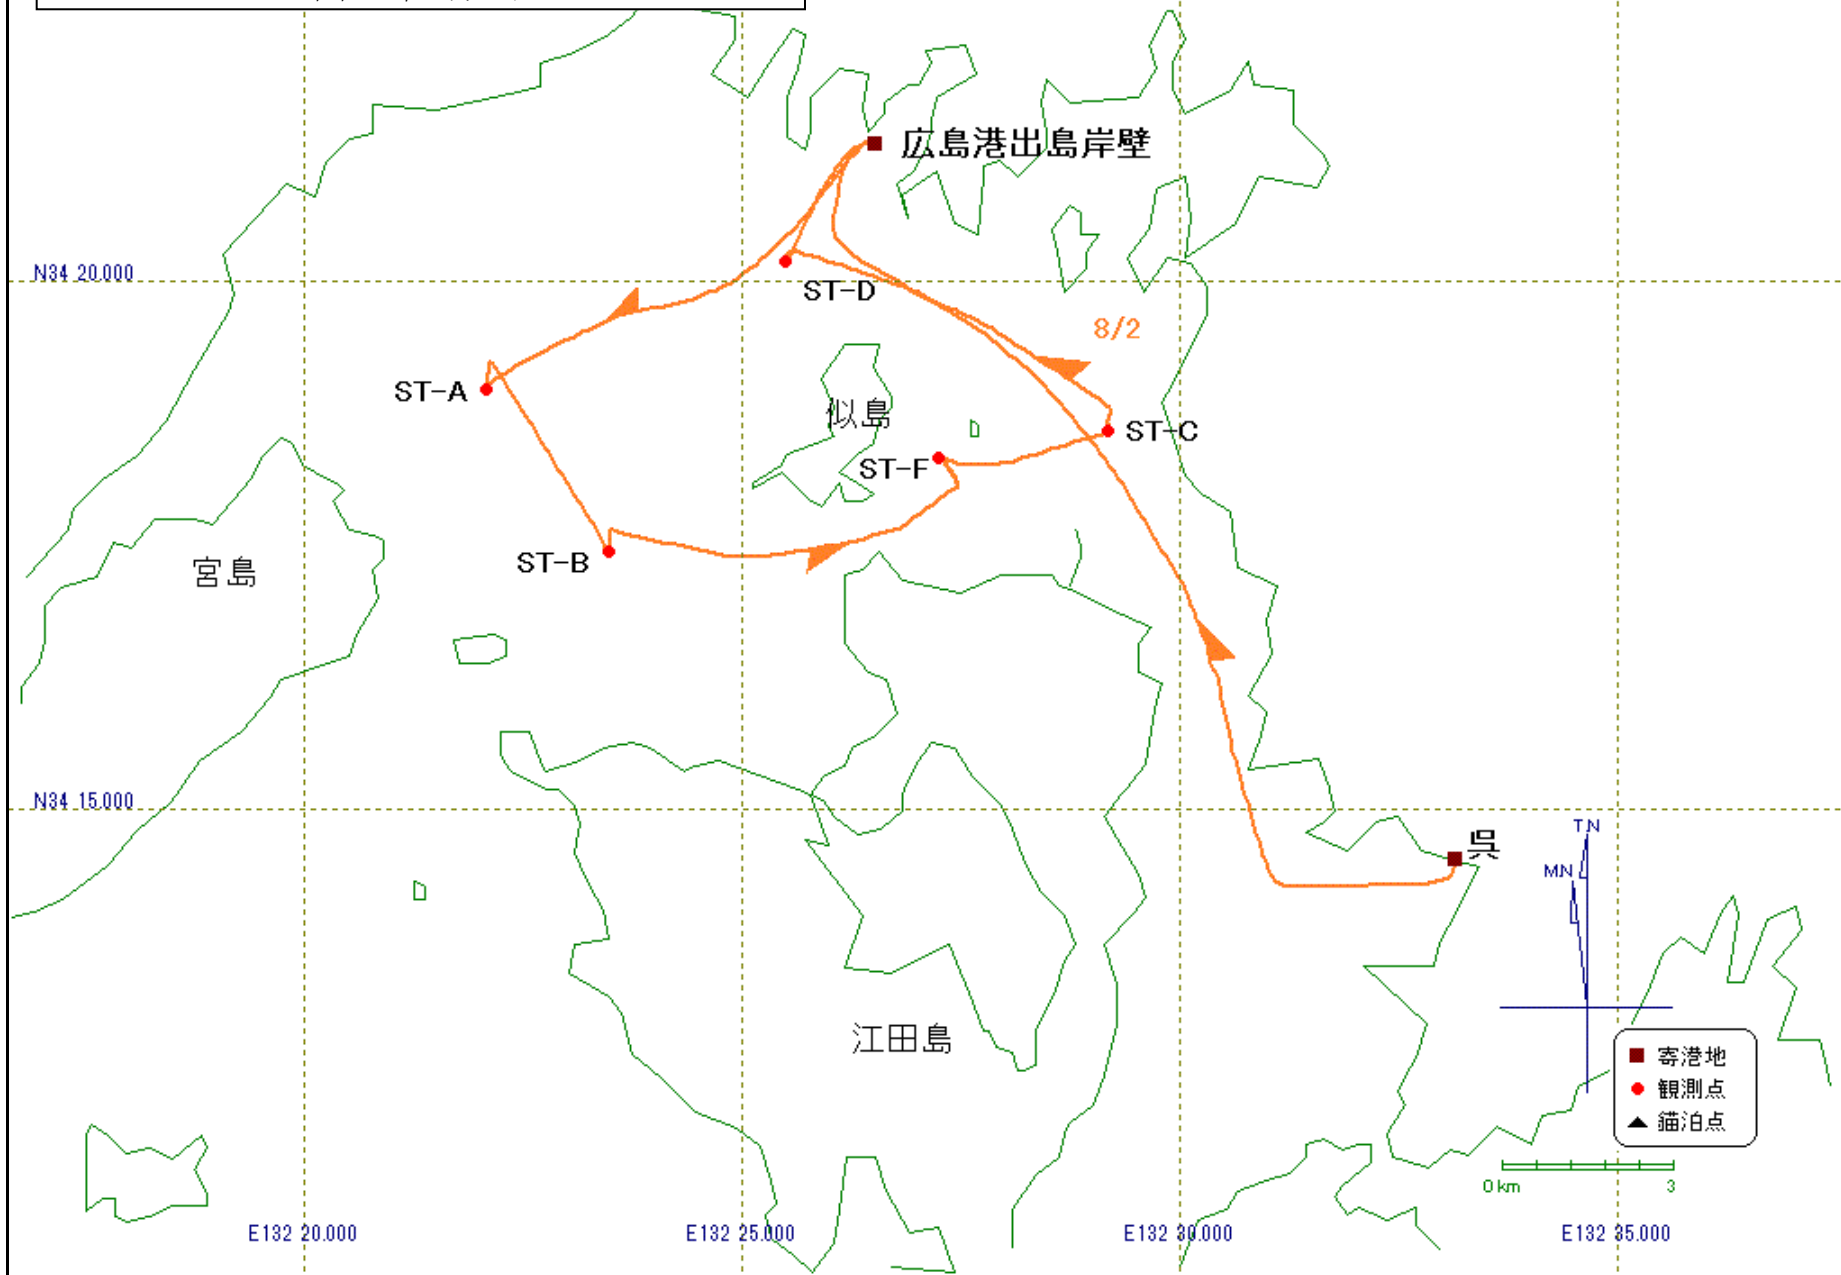 広島港出島岸壁
N34 20.000
ST-D
8/2
ST-A
似島
ST-C
ST-F
ST-B
宮島
N34 15.000
呉
TN
MN
江田島
寄港地
観測点
錨泊点
0 km 3
E132 20.000 E132 25.000 E132 30.000 E132 35.000